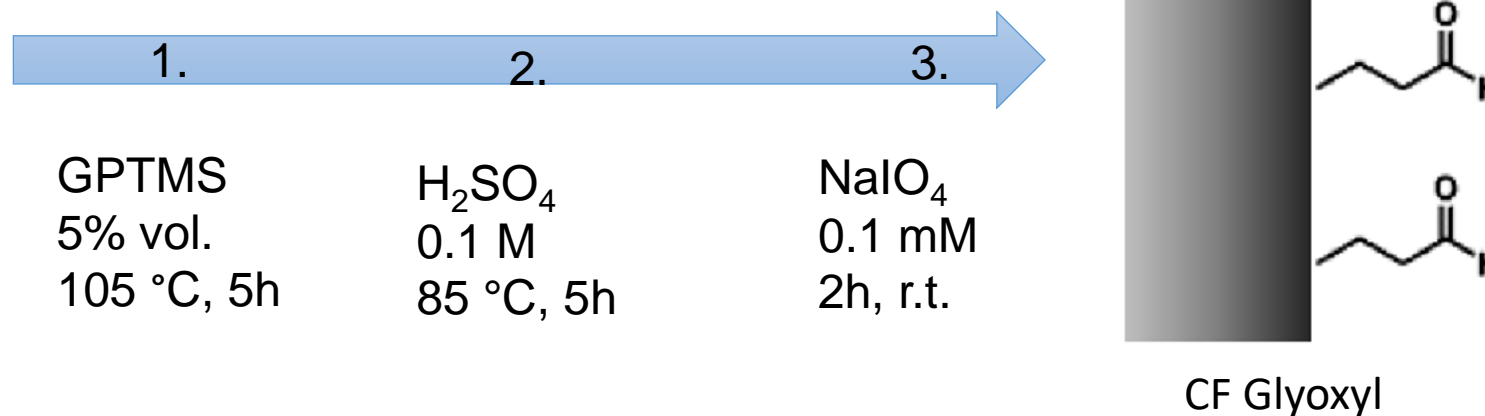 1. 2. 3.
GPTMS
5% vol.
105 °C, 5h
H₂SO₄
0.1 M
85 °C, 5h
NaIO₄
0.1 mM
2h, r.t.
O
O
CF Glyoxyl